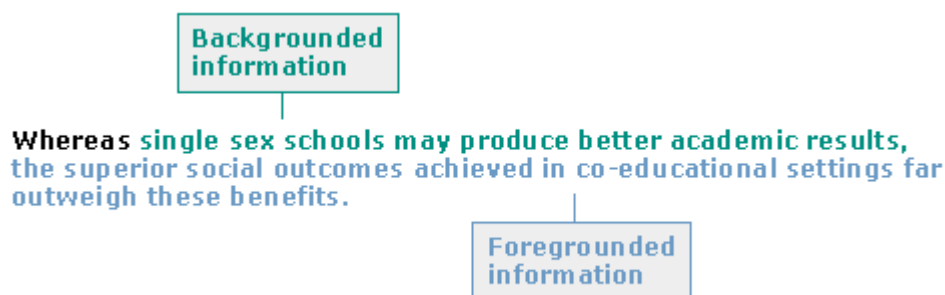 Backgrounded
information
Whereas single sex schools may produce better academic results,
the superior social outcomes achieved in co-educational settings far
outweigh these benefits.
Foregrounded
information